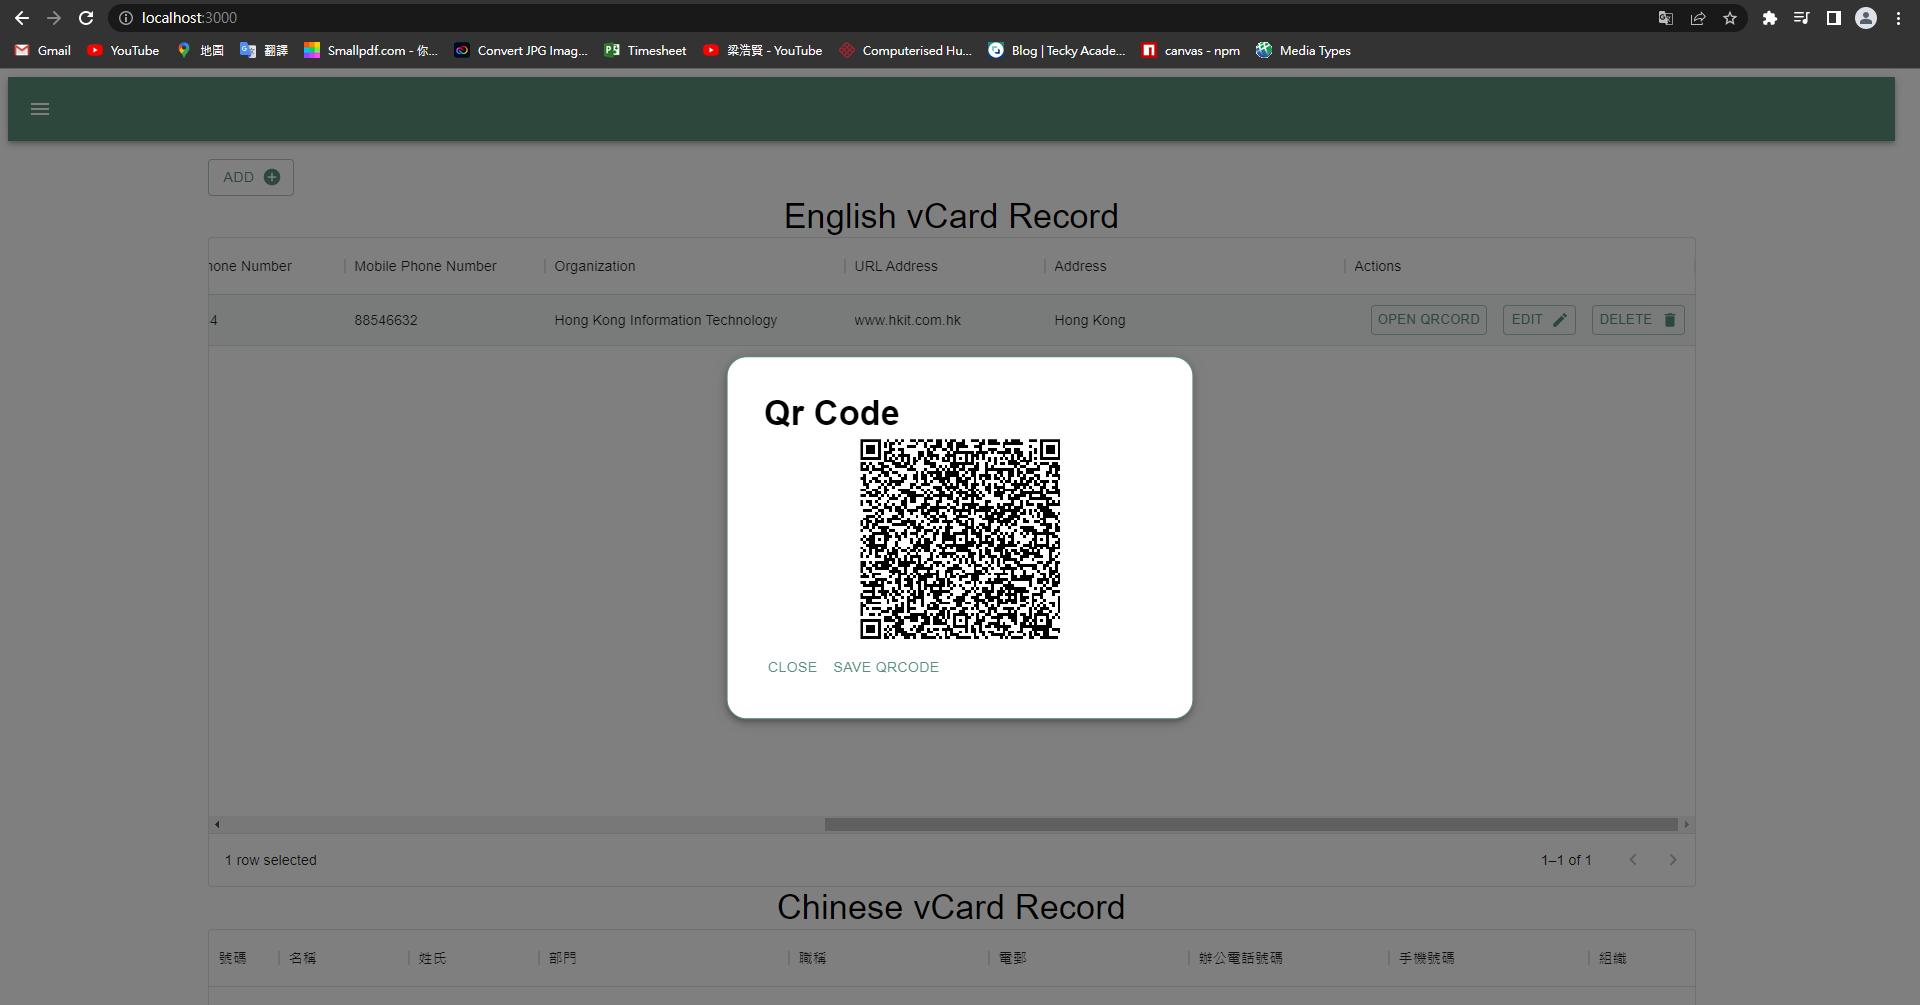 localhost:3000
Gmail YouTube 地圖 翻譯 Smallpdf.com - 你... Convert JPG Imag... Timesheet 梁浩賢 - YouTube Computerised Hu... Blog | Tecky Acade... canvas - npm Media Types
ADD
English vCard Record
hone Number Mobile Phone Number Organization URL Address Address Actions
4 88546632 Hong Kong Information Technology www.hkit.com.hk Hong Kong OPEN QRCORD EDIT DELETE
Qr Code
CLOSE SAVE QRCODE
1 row selected 1–1 of 1
Chinese vCard Record
號碼 名稱 姓氏 部門 職稱 電郵 辦公電話號碼 手機號碼 組織